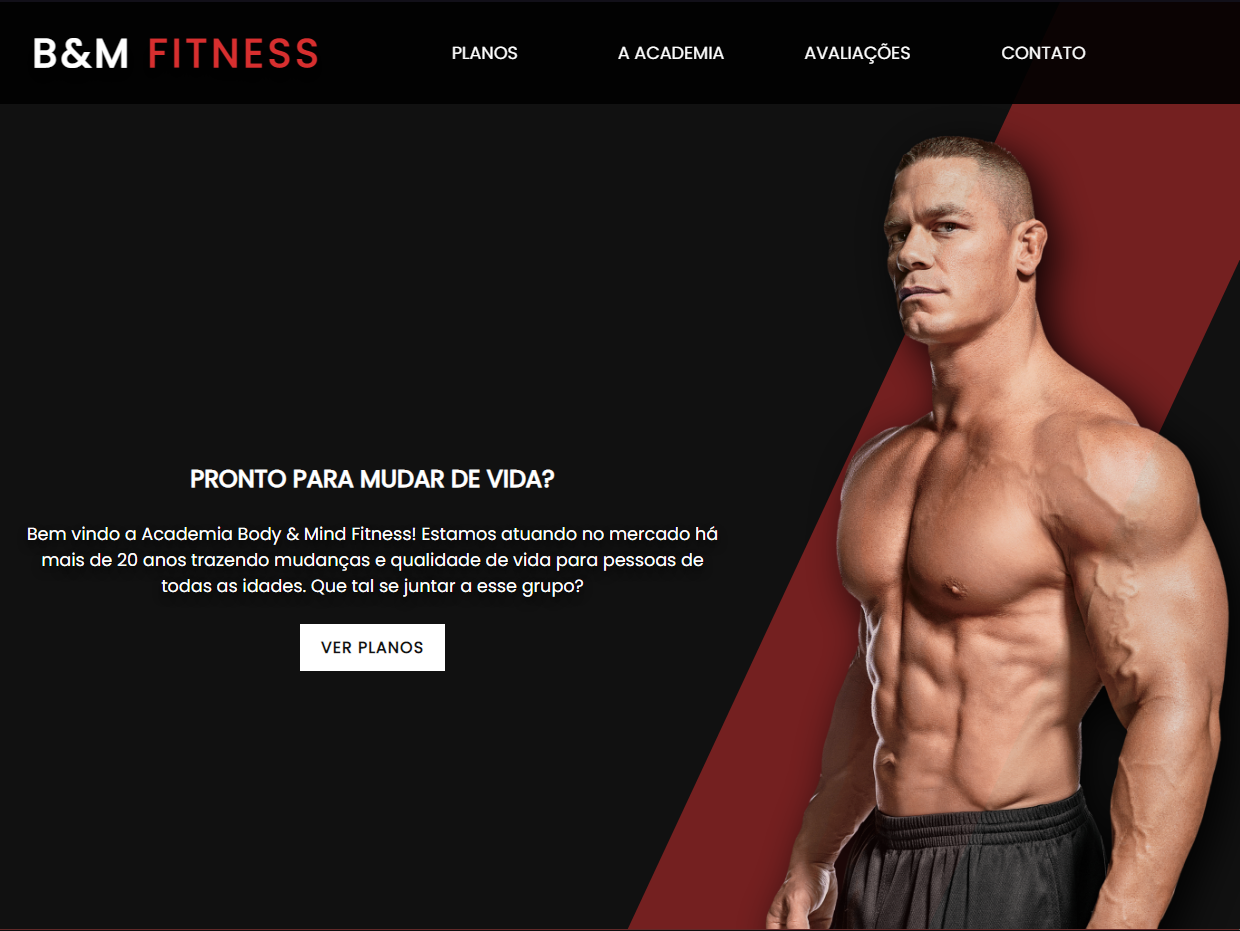 B&M FITNESS
PLANOS
A ACADEMIA
AVALIAÇÕES
CONTATO
PRONTO PARA MUDAR DE VIDA?
Bem vindo a Academia Body & Mind Fitness! Estamos atuando no mercado há
mais de 20 anos trazendo mudanças e qualidade de vida para pessoas de
todas as idades. Que tal se juntar a esse grupo?
VER PLANOS